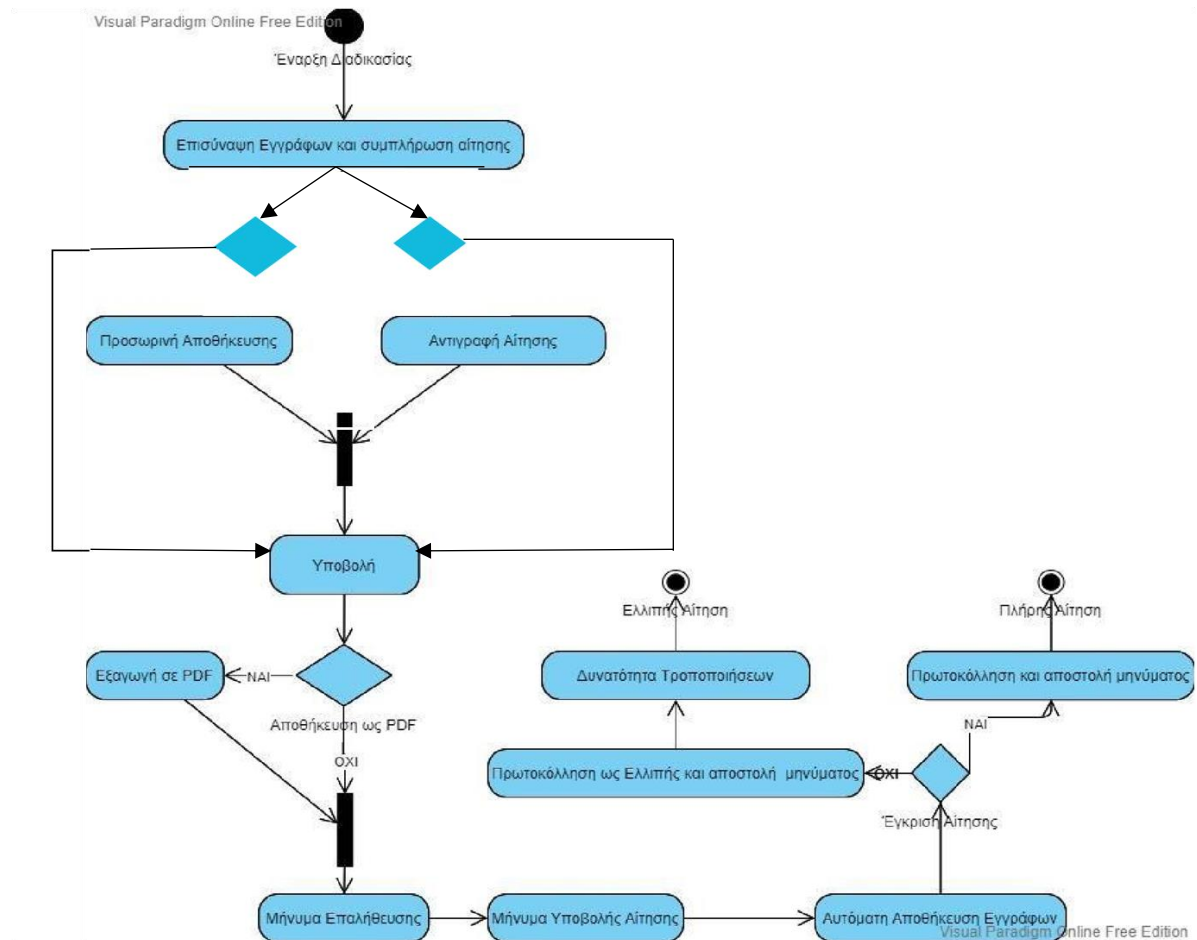 Visual Paradigm Online Free Edition
Έναρξη Διαδικασίας
Επισύναψη Εγγράφων και συμπλήρωση αίτησης
Προσωρινή Αποθήκευσης
Αντιγραφή Αίτησης
Υποβολή
Ελλιπής Αίτηση
Πλήρης Αίτηση
Εξαγωγή σε PDF
ΝΑΙ
Δυνατότητα Τροποποιήσεων
Πρωτοκόλληση και αποστολή μηνύματος
Αποθήκευση ως PDF
ΝΑΙ
ΟΧΙ
Πρωτοκόλληση ως Ελλιπής και αποστολή μηνύματος
ΟΧΙ
Έγκριση Αίτησης
Μήνυμα Επαλήθευσης
Μήνυμα Υποβολής Αίτησης
Αυτόματη Αποθήκευση Εγγράφων
Visual Paradigm Online Free Edition